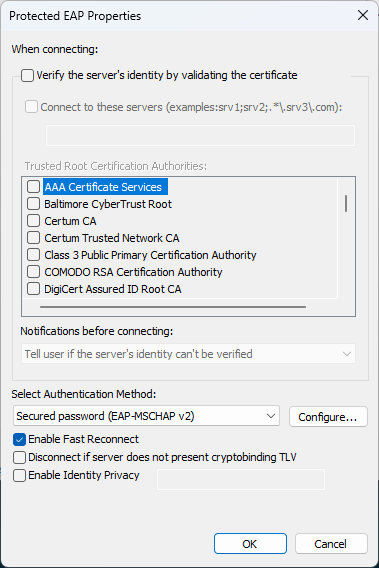 Protected EAP Properties
When connecting:
Verify the server's identity by validating the certificate
Connect to these servers (examples:srv1;srv2;.*\.srv3\.com):
Trusted Root Certification Authorities:
AAA Certificate Services
Baltimore CyberTrust Root
Certum CA
Certum Trusted Network CA
Class 3 Public Primary Certification Authority
COMODO RSA Certification Authority
DigiCert Assured ID Root CA
Notifications before connecting:
Tell user if the server's identity can't be verified
Select Authentication Method:
Secured password (EAP-MSCHAP v2) Configure...
Enable Fast Reconnect
Disconnect if server does not present cryptobinding TLV
Enable Identity Privacy
OK Cancel